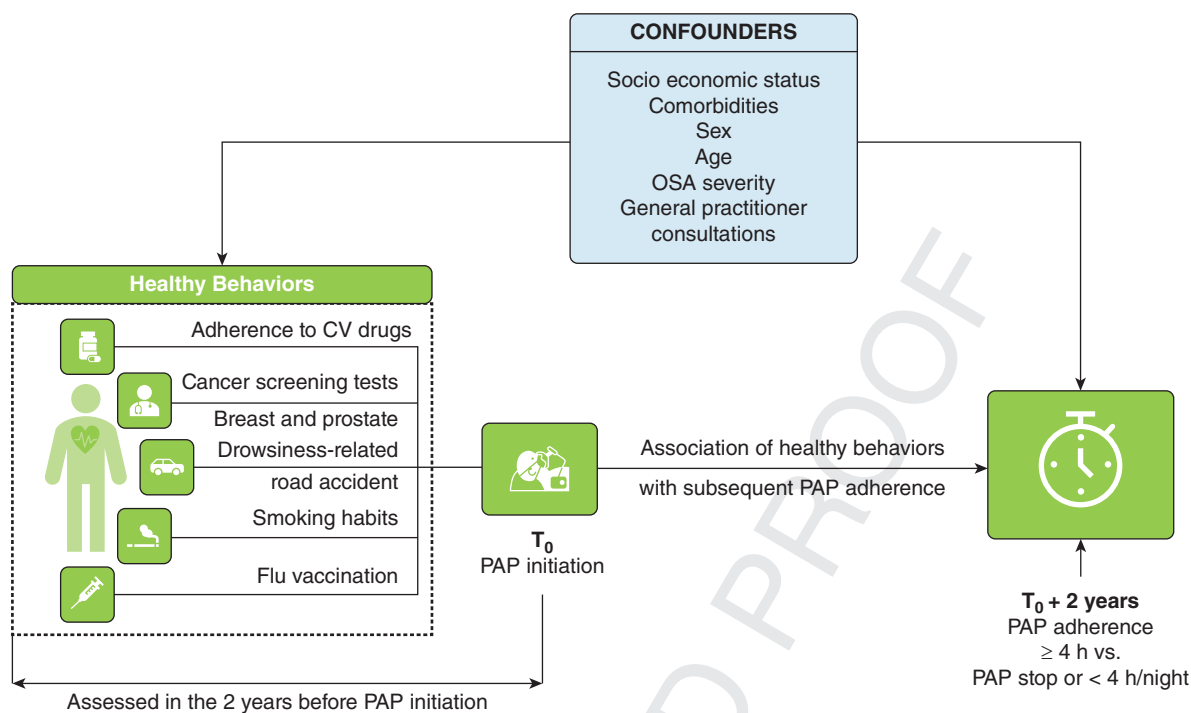 CONFOUNDERS
Socio economic status
Comorbidities
Sex
Age
OSA severity
General practitioner
consultations
Healthy Behaviors
Adherence to CV drugs
Cancer screening tests
Breast and prostate
Drowsiness-related
road accident
Smoking habits
Flu vaccination
T0
PAP initiation
Association of healthy behaviors
with subsequent PAP adherence
T0 + 2 years
PAP adherence
≥ 4 h vs.
PAP stop or < 4 h/night
Assessed in the 2 years before PAP initiation
D PROOF